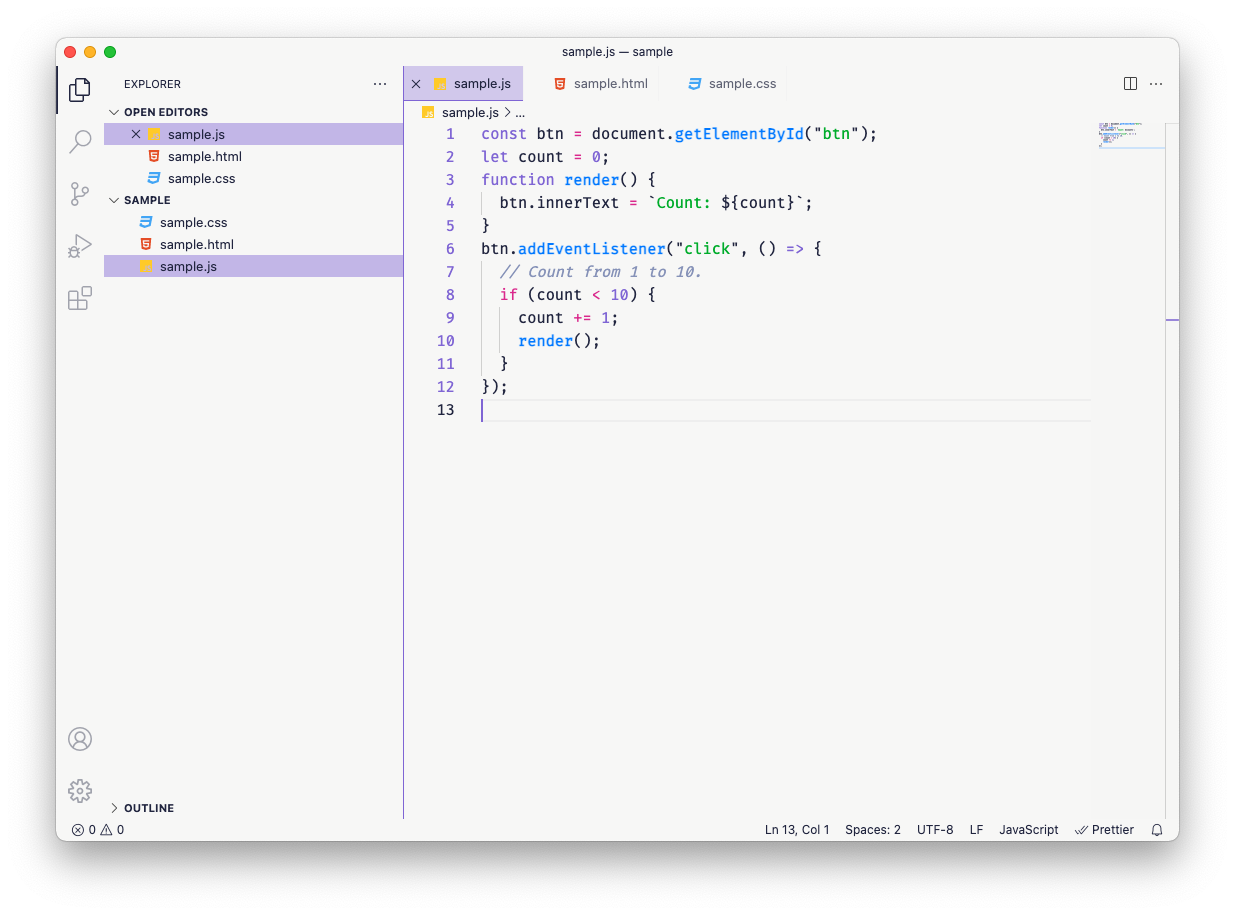 sample.js — sample
EXPLORER
OPEN EDITORS
sample.js
sample.html
sample.css
SAMPLE
sample.css
sample.html
sample.js
OUTLINE
sample.js
sample.html
sample.css
sample.js > ...
1 const btn = document.getElementById("btn");
2 let count = 0;
3 function render() {
4 btn.innerText = `Count: ${count}`;
5 }
6 btn.addEventListener("click", () => {
7 // Count from 1 to 10.
8 if (count < 10) {
9 count += 1;
10 render();
11 }
12 });
13
0 0
Ln 13, Col 1 Spaces: 2 UTF-8 LF JavaScript Prettier